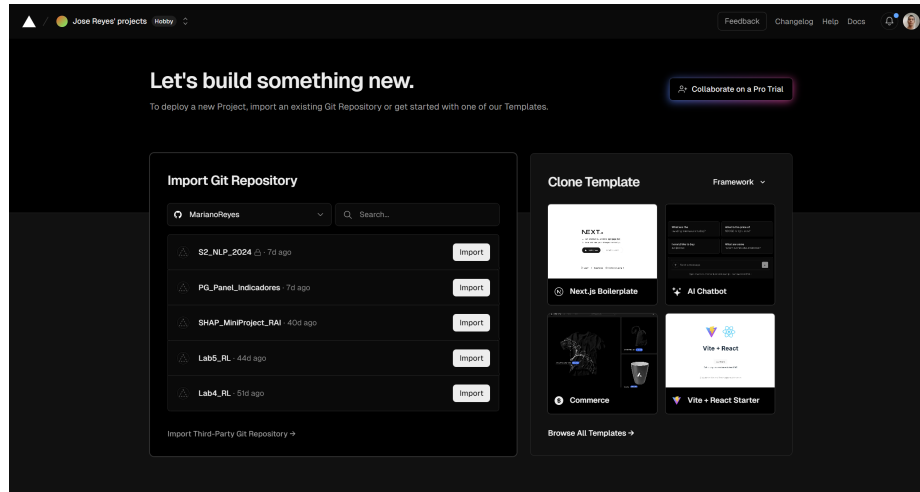 Jose Reyes' projects Hobby
Feedback Changelog Help Docs
Let's build something new.
To deploy a new Project, import an existing Git Repository or get started with one of our Templates.
Collaborate on a Pro Trial
Import Git Repository
MarianoReyes
Search...
S2_NLP_2024 · 7d ago Import
PG_Panel_Indicadores · 7d ago Import
SHAP_MiniProject_RAI · 40d ago Import
Lab5_RL · 44d ago Import
Lab4_RL · 51d ago Import
Import Third-Party Git Repository →
Clone Template
Framework
NEXT.
Next.js Boilerplate
AI Chatbot
Commerce
Vite + React
Vite + React Starter
Browse All Templates →